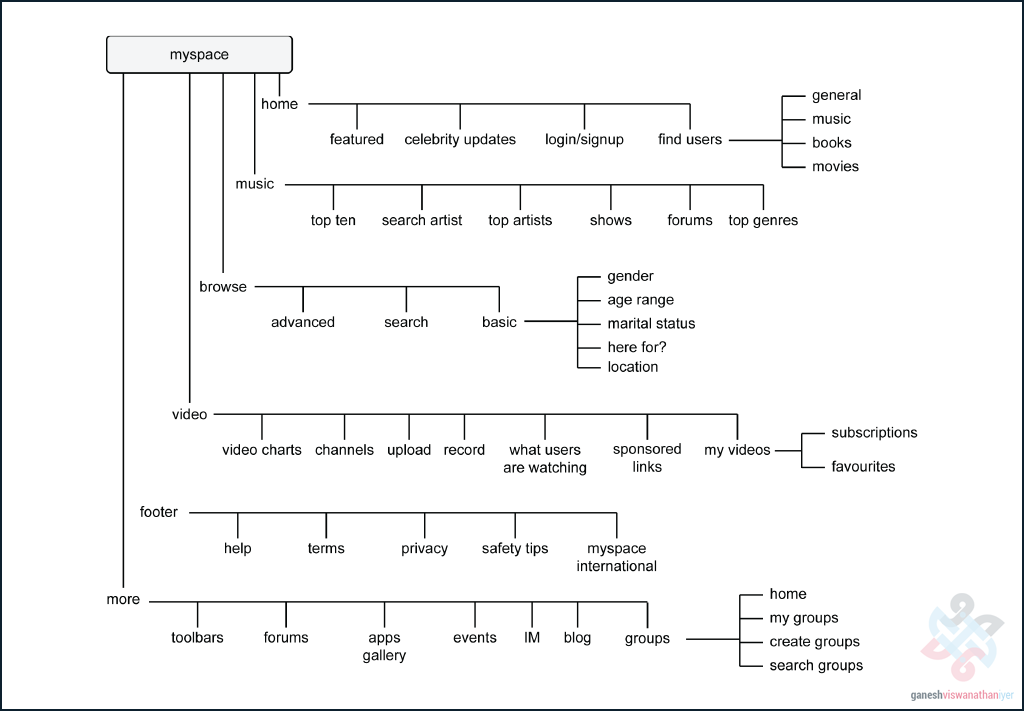 myspace
home
featured
celebrity updates
login/signup
find users
general
music
books
movies
music
top ten
search artist
top artists
shows
forums
top genres
browse
advanced
search
basic
gender
age range
marital status
here for?
location
video
video charts
channels
upload
record
what users
are watching
sponsored
links
my videos
subscriptions
favourites
footer
help
terms
privacy
safety tips
myspace
international
more
toolbars
forums
apps
gallery
events
IM
blog
groups
home
my groups
create groups
search groups
ganeshviswanathaniyer